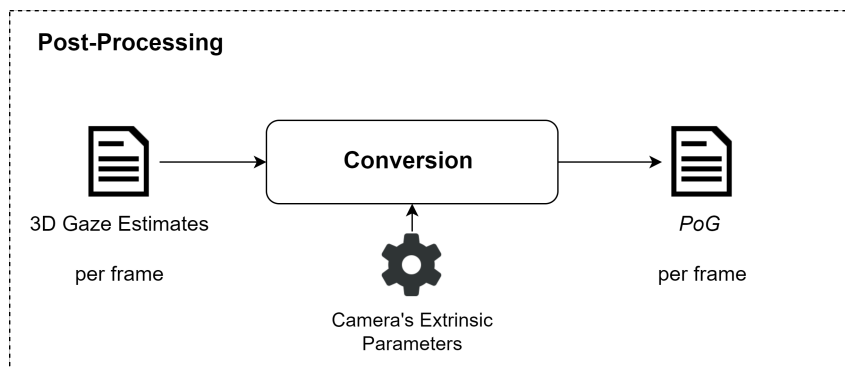 Post-Processing
Conversion
3D Gaze Estimates
per frame
PoG
per frame
Camera's Extrinsic
Parameters